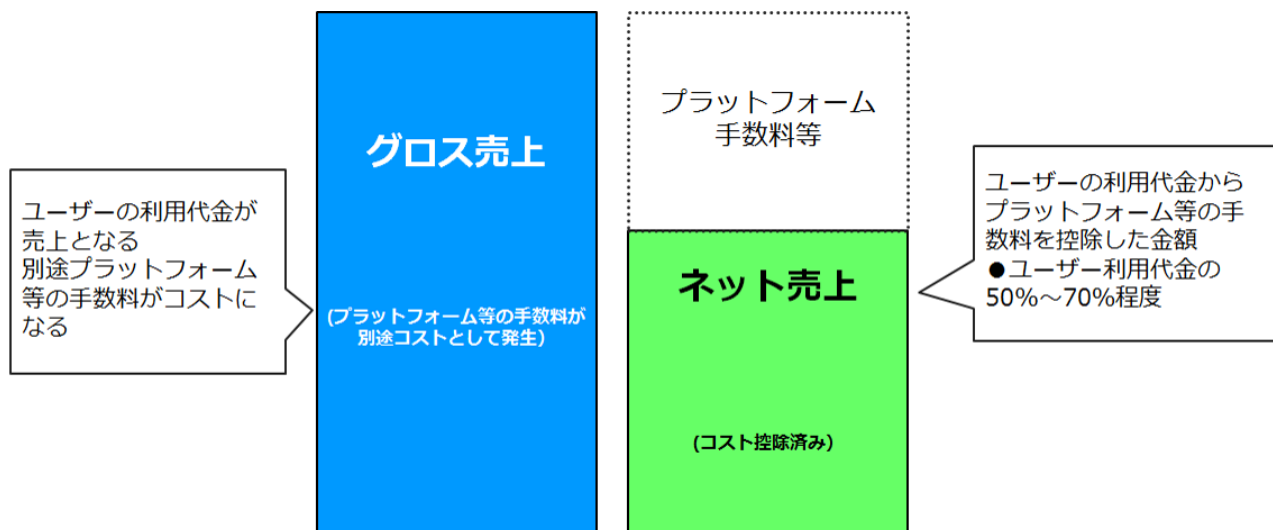 ユーザーの利用代金が
売上となる
別途プラットフォーム
等の手数料がコストに
なる
グロス売上
(プラットフォーム等の手数料が
別途コストとして発生)
プラットフォーム
手数料等
ネット売上
(コスト控除済み)
ユーザーの利用代金から
プラットフォーム等の手
数料を控除した金額
●ユーザー利用代金の
50%～70%程度